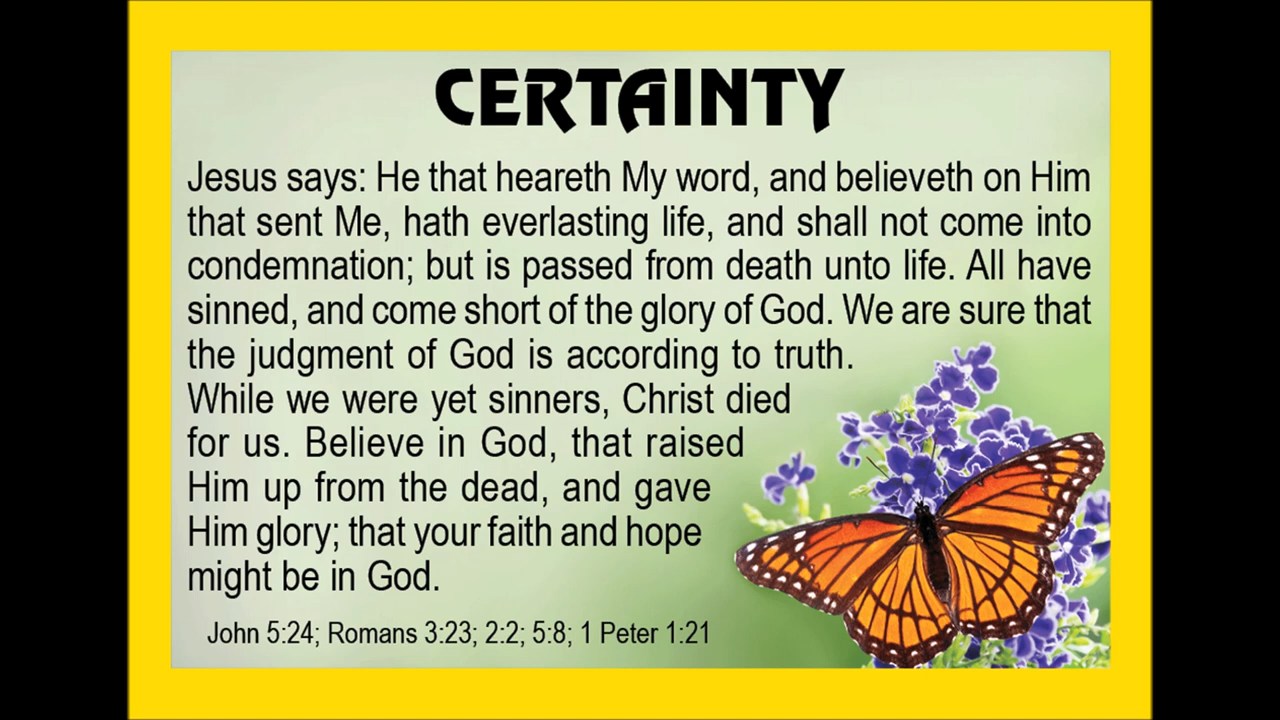 CERTAINTY
Jesus says: He that heareth My word, and believeth on Him
that sent Me, hath everlasting life, and shall not come into
condemnation; but is passed from death unto life. All have
sinned, and come short of the glory of God. We are sure that
the judgment of God is according to truth.
While we were yet sinners, Christ died
for us. Believe in God, that raised
Him up from the dead, and gave
Him glory; that your faith and hope
might be in God.
John 5:24; Romans 3:23; 2:2; 5:8; 1 Peter 1:21